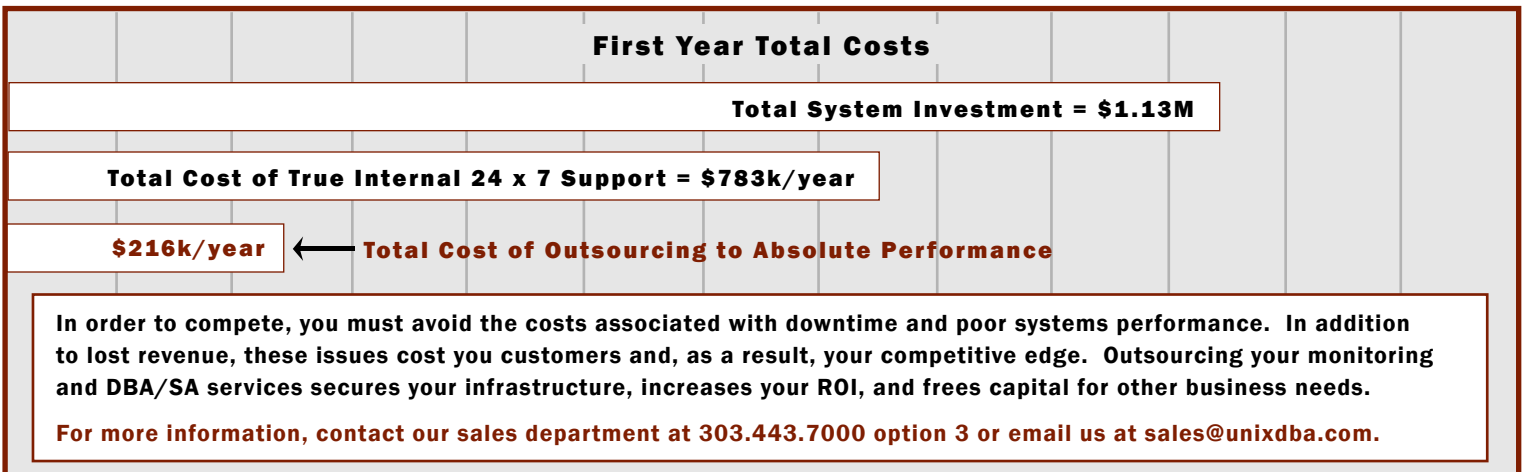 First Year Total Costs
Total System Investment = $1.13M
Total Cost of True Internal 24 x 7 Support = $783k/year
$216k/year Total Cost of Outsourcing to Absolute Performance
In order to compete, you must avoid the costs associated with downtime and poor systems performance. In addition
to lost revenue, these issues cost you customers and, as a result, your competitive edge. Outsourcing your monitoring
and DBA/SA services secures your infrastructure, increases your ROI, and frees capital for other business needs.
For more information, contact our sales department at 303.443.7000 option 3 or email us at sales@unixdba.com.